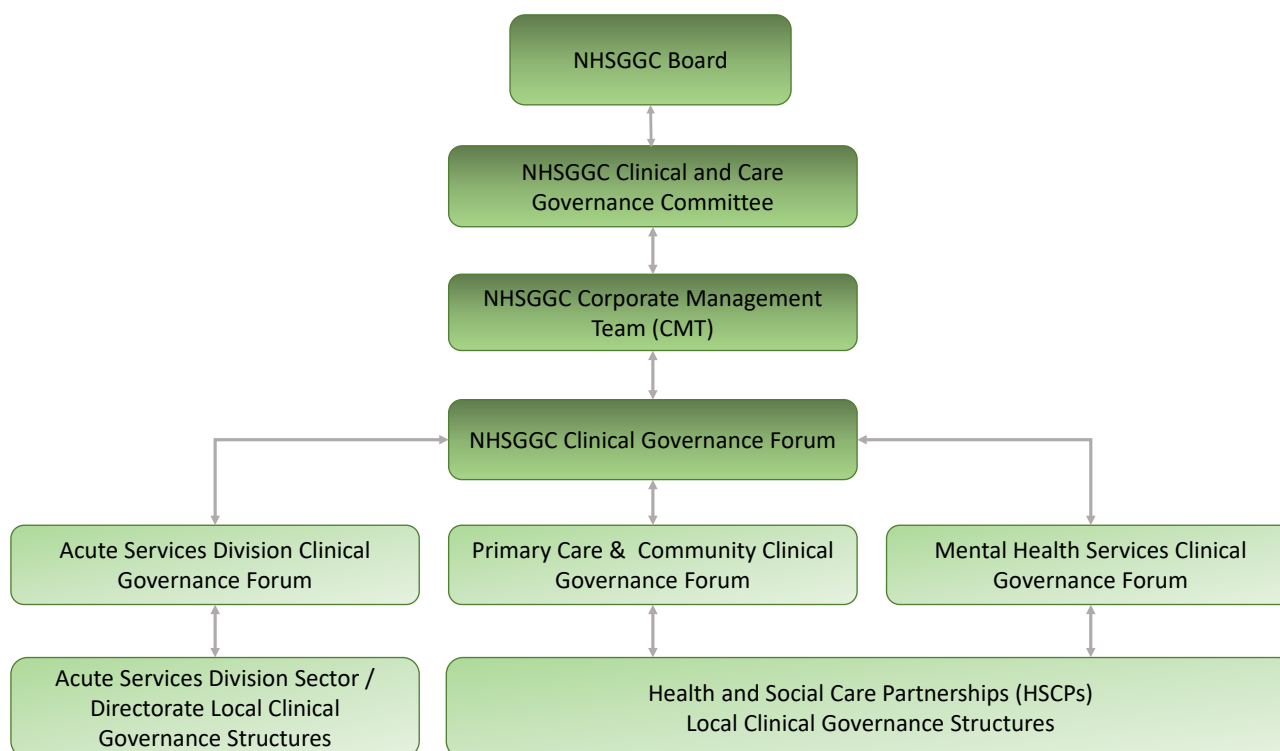 NHSGGC Board
NHSGGC Clinical and Care
Governance Committee
NHSGGC Corporate Management
Team (CMT)
NHSGGC Clinical Governance Forum
Acute Services Division Clinical
Governance Forum
Primary Care & Community Clinical
Governance Forum
Mental Health Services Clinical
Governance Forum
Acute Services Division Sector /
Directorate Local Clinical
Governance Structures
Health and Social Care Partnerships (HSCPs)
Local Clinical Governance Structures